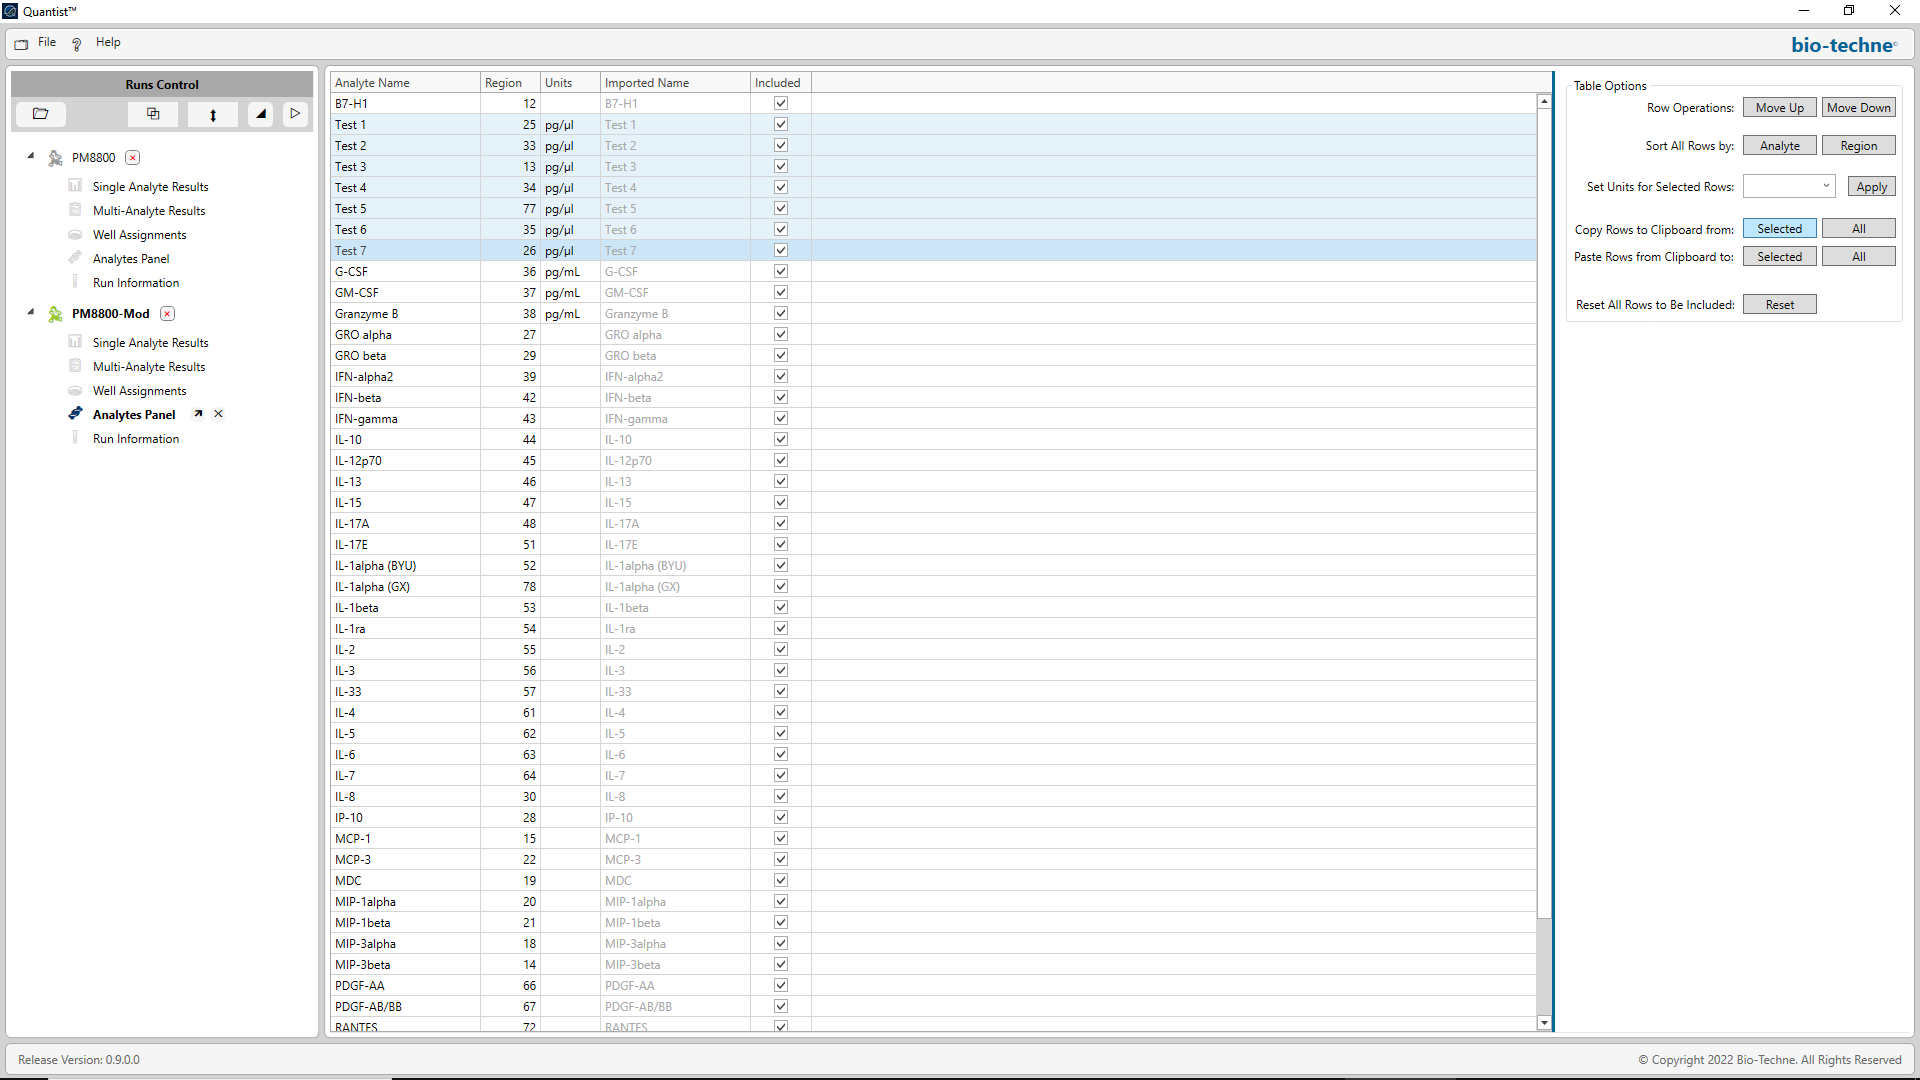 Quantist™
File Help
bio-techne
Runs Control
PM8800
Single Analyte Results
Multi-Analyte Results
Well Assignments
Analytes Panel
Run Information
PM8800-Mod
Single Analyte Results
Multi-Analyte Results
Well Assignments
Analytes Panel
Run Information
Analyte Name Region Units Imported Name Included
B7-H1 12 B7-H1
Test 1 25 pg/µl Test 1
Test 2 33 pg/µl Test 2
Test 3 13 pg/µl Test 3
Test 4 34 pg/µl Test 4
Test 5 77 pg/µl Test 5
Test 6 35 pg/µl Test 6
Test 7 26 pg/µl Test 7
G-CSF 36 pg/mL G-CSF
GM-CSF 37 pg/mL GM-CSF
Granzyme B 38 pg/mL Granzyme B
GRO alpha 27 GRO alpha
GRO beta 29 GRO beta
IFN-alpha2 39 IFN-alpha2
IFN-beta 42 IFN-beta
IFN-gamma 43 IFN-gamma
IL-10 44 IL-10
IL-12p70 45 IL-12p70
IL-13 46 IL-13
IL-15 47 IL-15
IL-17A 48 IL-17A
IL-17E 51 IL-17E
IL-1alpha (BYU) 52 IL-1alpha (BYU)
IL-1alpha (GX) 78 IL-1alpha (GX)
IL-1beta 53 IL-1beta
IL-1ra 54 IL-1ra
IL-2 55 IL-2
IL-3 56 IL-3
IL-33 57 IL-33
IL-4 61 IL-4
IL-5 62 IL-5
IL-6 63 IL-6
IL-7 64 IL-7
IL-8 30 IL-8
IP-10 28 IP-10
MCP-1 15 MCP-1
MCP-3 22 MCP-3
MDC 19 MDC
MIP-1alpha 20 MIP-1alpha
MIP-1beta 21 MIP-1beta
MIP-3alpha 18 MIP-3alpha
MIP-3beta 14 MIP-3beta
PDGF-AA 66 PDGF-AA
PDGF-AB/BB 67 PDGF-AB/BB
RANTES 72 RANTES
Table Options
Row Operations: Move Up Move Down
Sort All Rows by: Analyte Region
Set Units for Selected Rows: Apply
Copy Rows to Clipboard from: Selected All
Paste Rows from Clipboard to: Selected All
Reset All Rows to Be Included: Reset
Release Version: 0.9.0.0
© Copyright 2022 Bio-Techne. All Rights Reserved